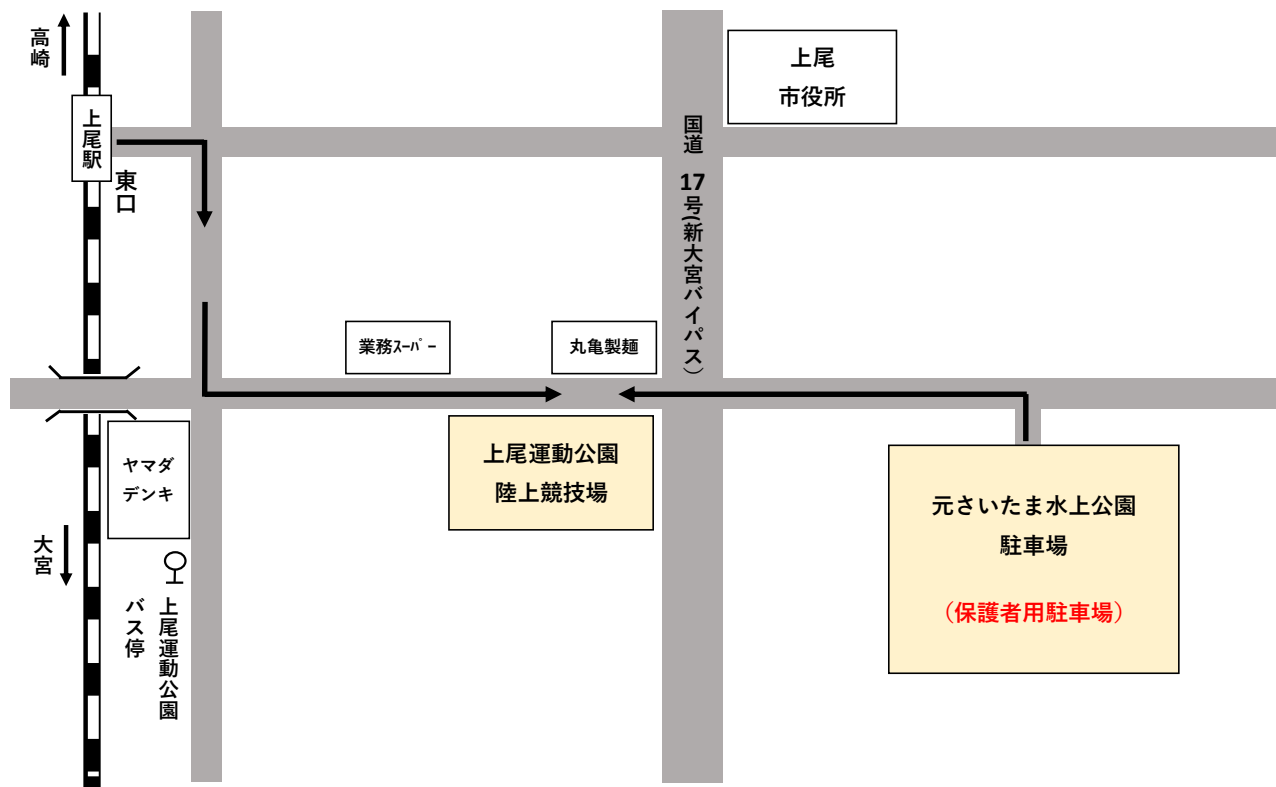 高崎
上尾駅
東口
上尾
市役所
国道 17号(新大宮バイパス)
業務ｽｰﾊﾟｰ
丸亀製麺
上尾運動公園
陸上競技場
元さいたま水上公園
駐車場
（保護者用駐車場）
ヤマダ
デンキ
大宮
上尾運動公園
バス停